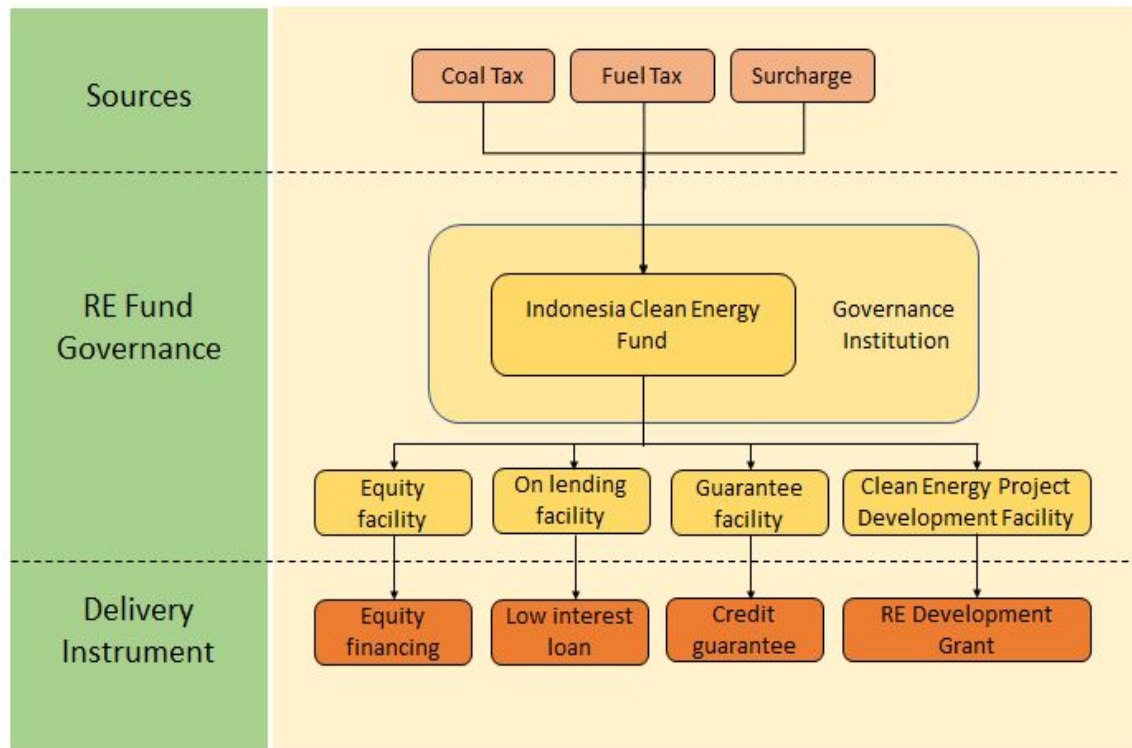 Sources
Coal Tax
Fuel Tax
Surcharge
RE Fund
Governance
Indonesia Clean Energy
Fund
Governance
Institution
Equity
facility
On lending
facility
Guarantee
facility
Clean Energy Project
Development Facility
Delivery
Instrument
Equity
financing
Low interest
loan
Credit
guarantee
RE Development
Grant